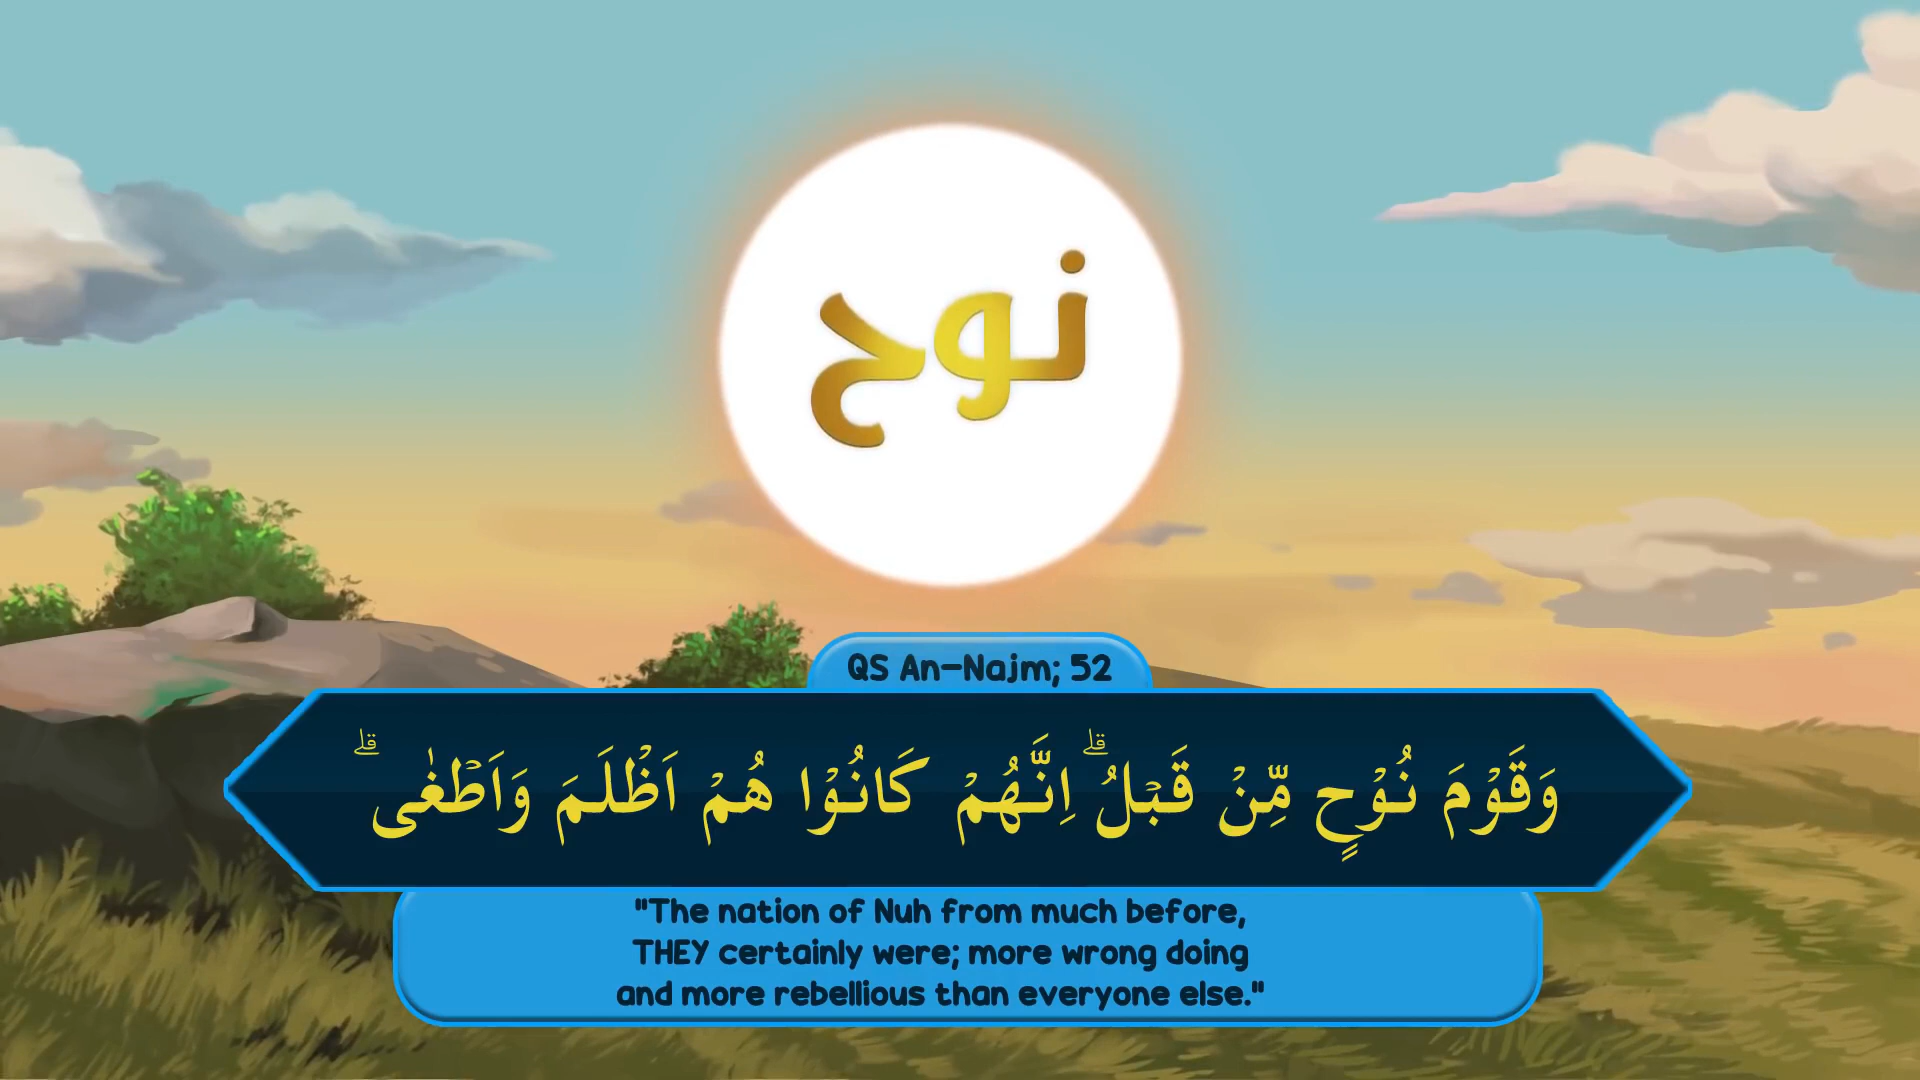 نوح
QS An-Najm; 52
وَقَوْمَ نُوْحٍ مِّنْ قَبْلُۗ اِنَّهُمْ كَانُوْا هُمْ اَظْلَمَ وَاَطْغٰىۗ
"The nation of Nuh from much before,
THEY certainly were; more wrong doing
and more rebellious than everyone else."